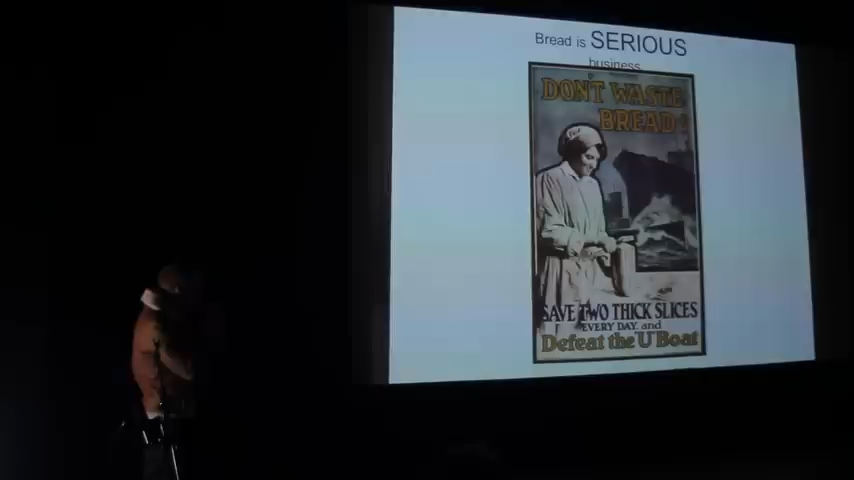 Bread is SERIOUS
business
DON'T WASTE
BREAD!
SAVE TWO THICK SLICES
EVERY DAY and
Defeat the 'U' Boat